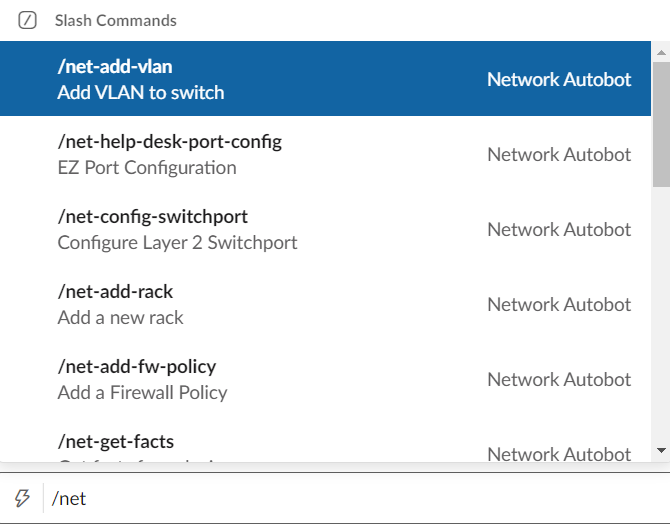 Slash Commands
/net-add-vlan
Add VLAN to switch
Network Autobot
/net-help-desk-port-config
EZ Port Configuration
Network Autobot
/net-config-switchport
Configure Layer 2 Switchport
Network Autobot
/net-add-rack
Add a new rack
Network Autobot
/net-add-fw-policy
Add a Firewall Policy
Network Autobot
/net-get-facts
Network Autobot
/net